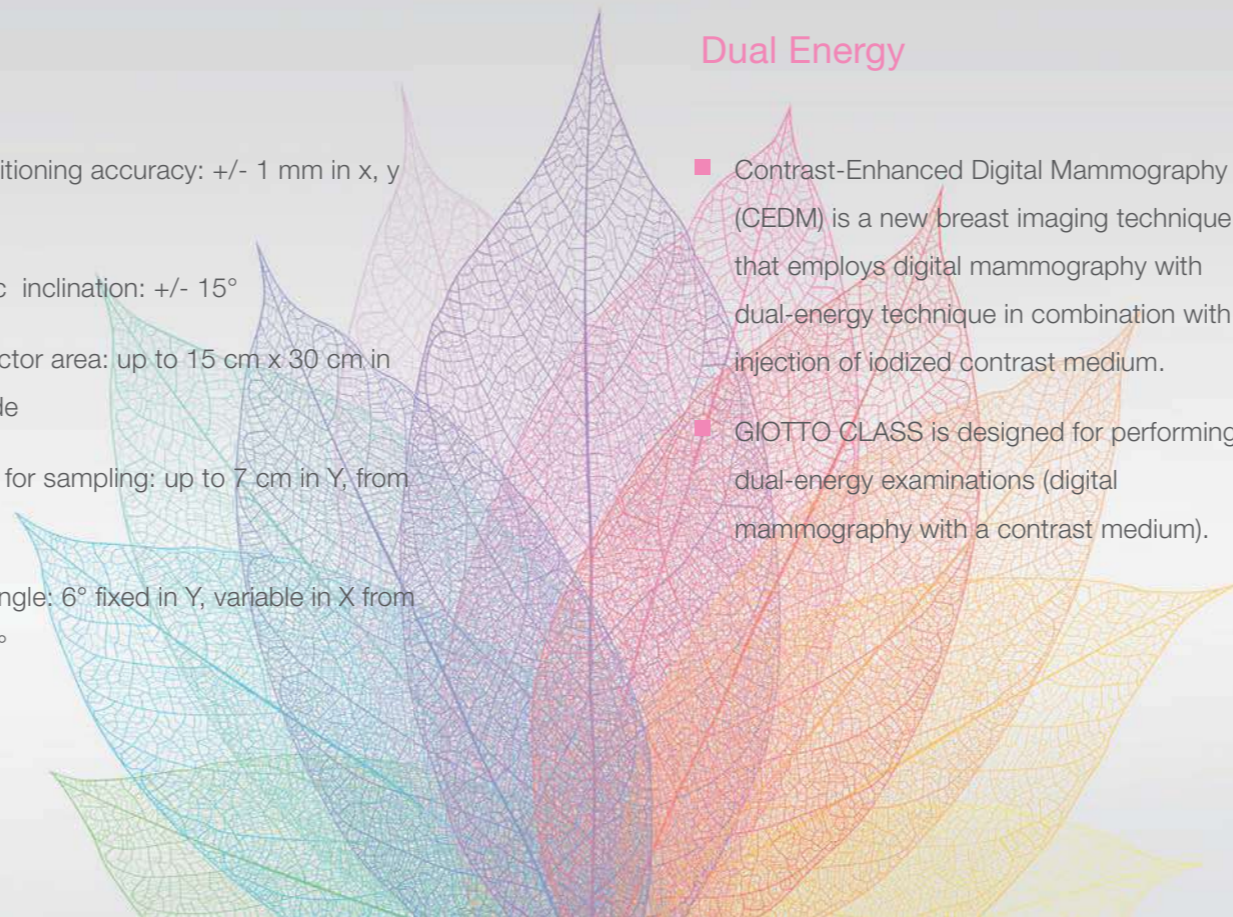 itioning accuracy: +/- 1 mm in x, y
c inclination: +/- 15°
ctor area: up to 15 cm x 30 cm in
le
for sampling: up to 7 cm in Y, from
ngle: 6° fixed in Y, variable in X from
°
Dual Energy
Contrast-Enhanced Digital Mammography
(CEDM) is a new breast imaging technique
that employs digital mammography with
dual-energy technique in combination with
injection of iodized contrast medium.
GIOTTO CLASS is designed for performing
dual-energy examinations (digital
mammography with a contrast medium).